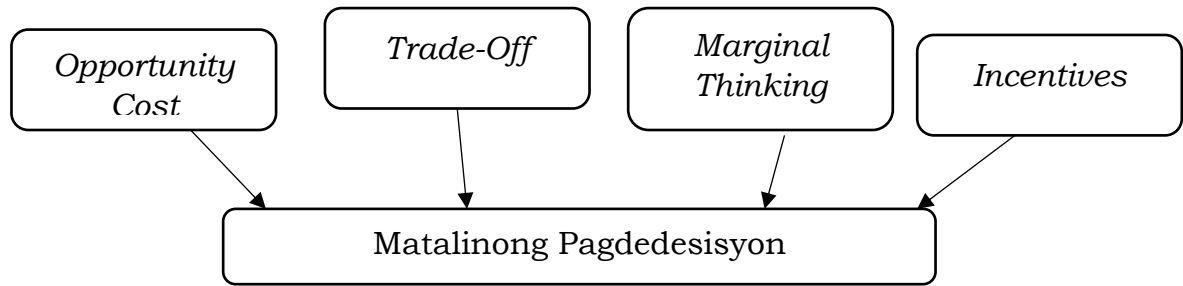 Opportunity
Cost
Trade-Off
Marginal
Thinking
Incentives
Matalinong Pagdedesisyon